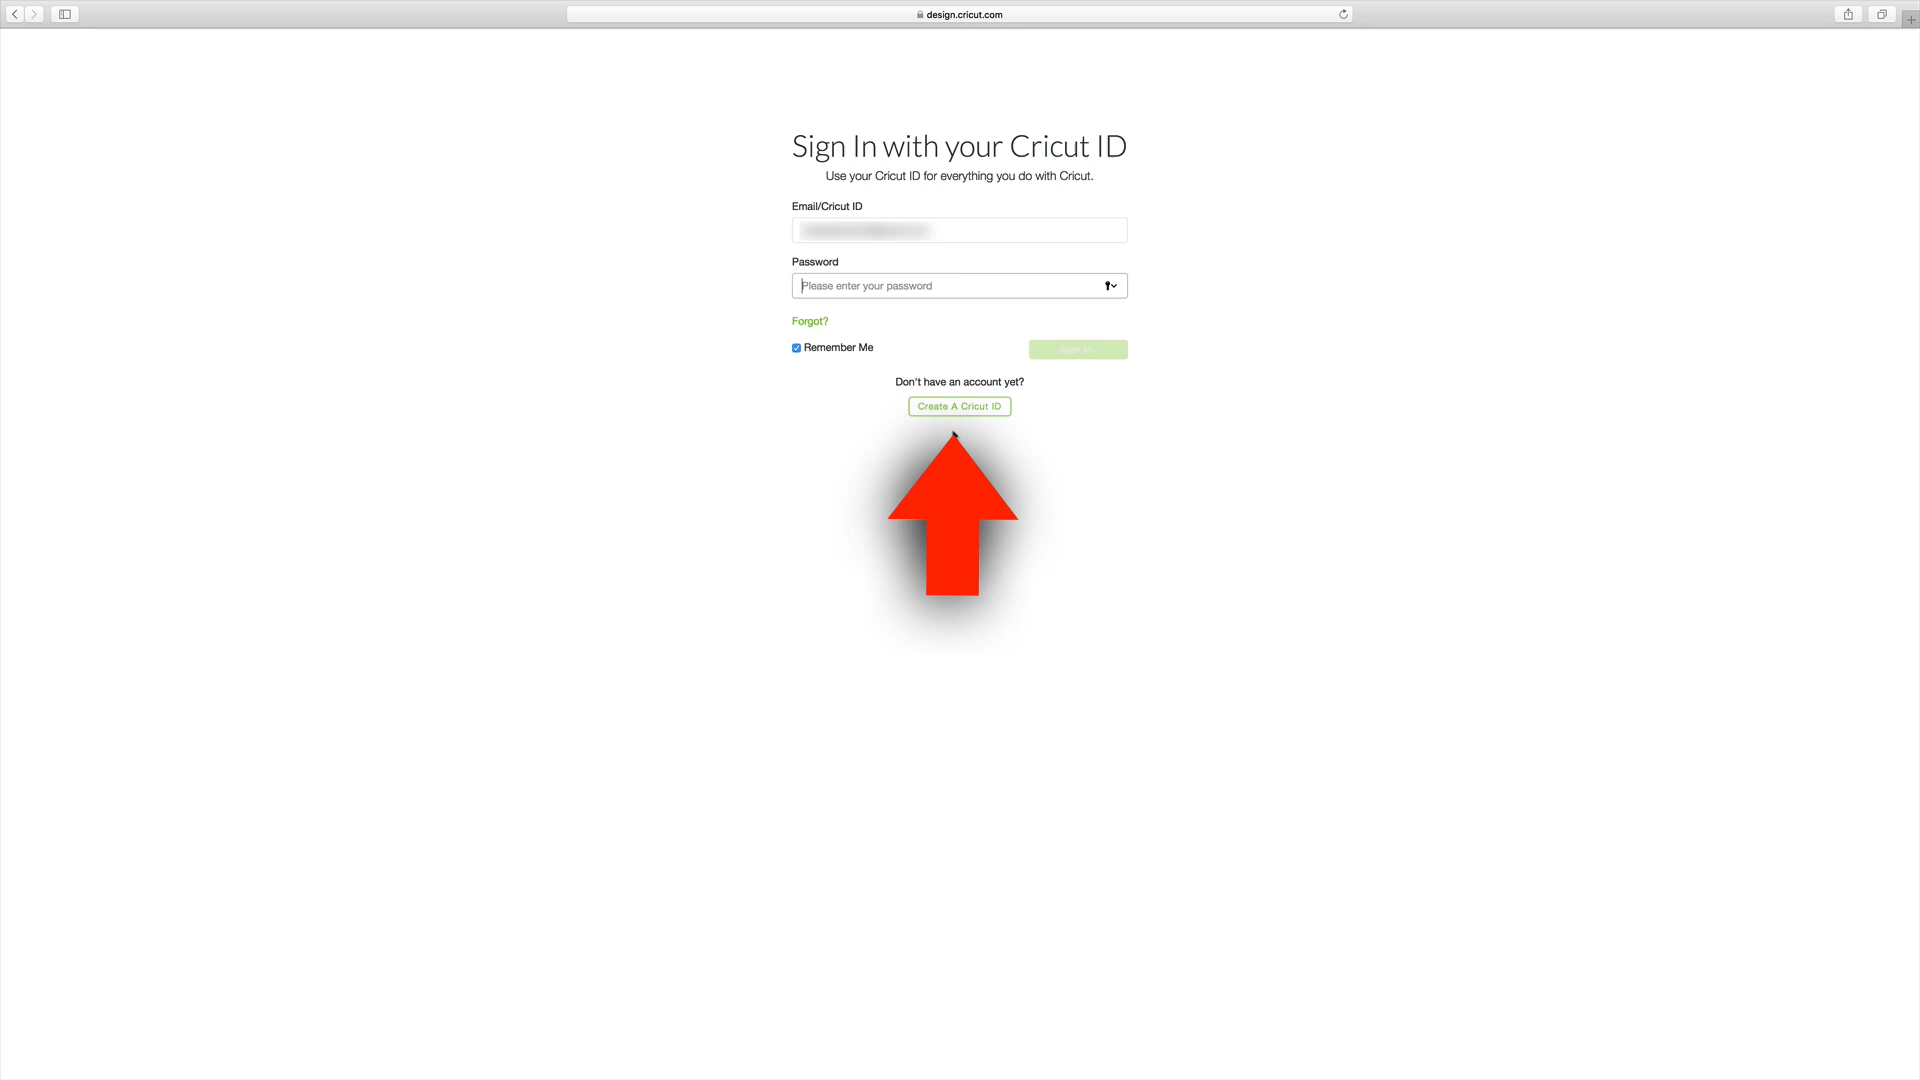 design.cricut.com
Sign In with your Cricut ID
Use your Cricut ID for everything you do with Cricut.
Email/Cricut ID
Password
Please enter your password
Forgot?
Remember Me
Sign In
Don't have an account yet?
Create A Cricut ID